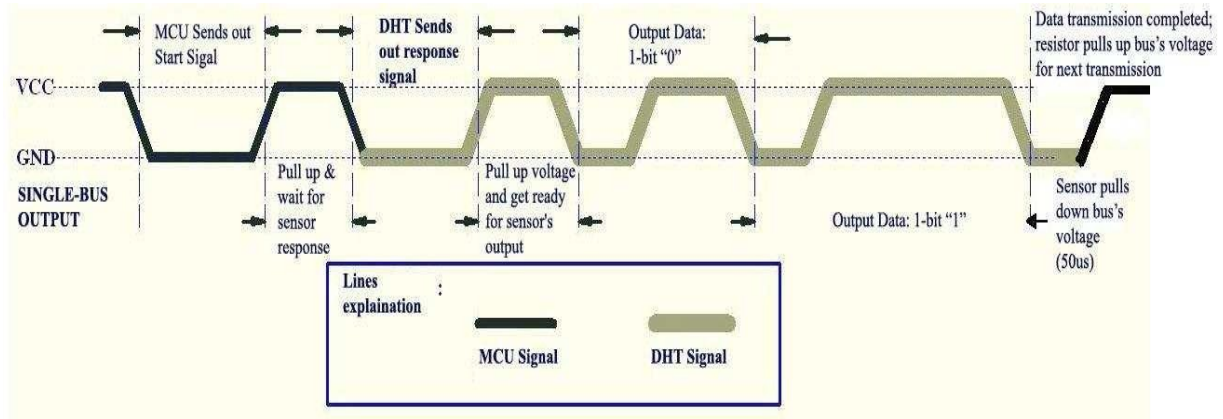 MCU Sends out
Start Sigal
DHT Sends
out response
signal
Output Data:
1-bit “0”
Data transmission completed;
resistor pulls up bus’s voltage
for next transmission
VCC
GND
SINGLE-BUS
OUTPUT
Pull up &
wait for
sensor
response
Pull up voltage
and get ready
for sensor's
output
Output Data: 1-bit “1”
Sensor pulls
down bus’s
voltage
(50us)
Lines
explaination :
MCU Signal
DHT Signal